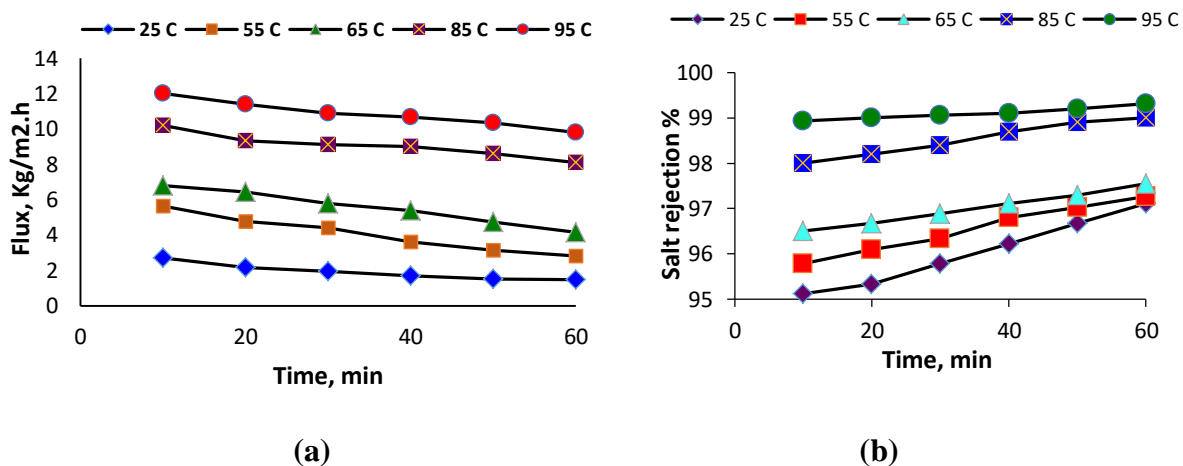 25 C 55 C 65 C 85 C 95 C
14
12
10
8
6
4
2
0
0 20 40 60
Flux, Kg/m2.h
Time, min
(a)
25 C 55 C 65 C 85 C 95 C
100
99
98
97
96
95
0 20 40 60
Salt rejection %
Time, min
(b)